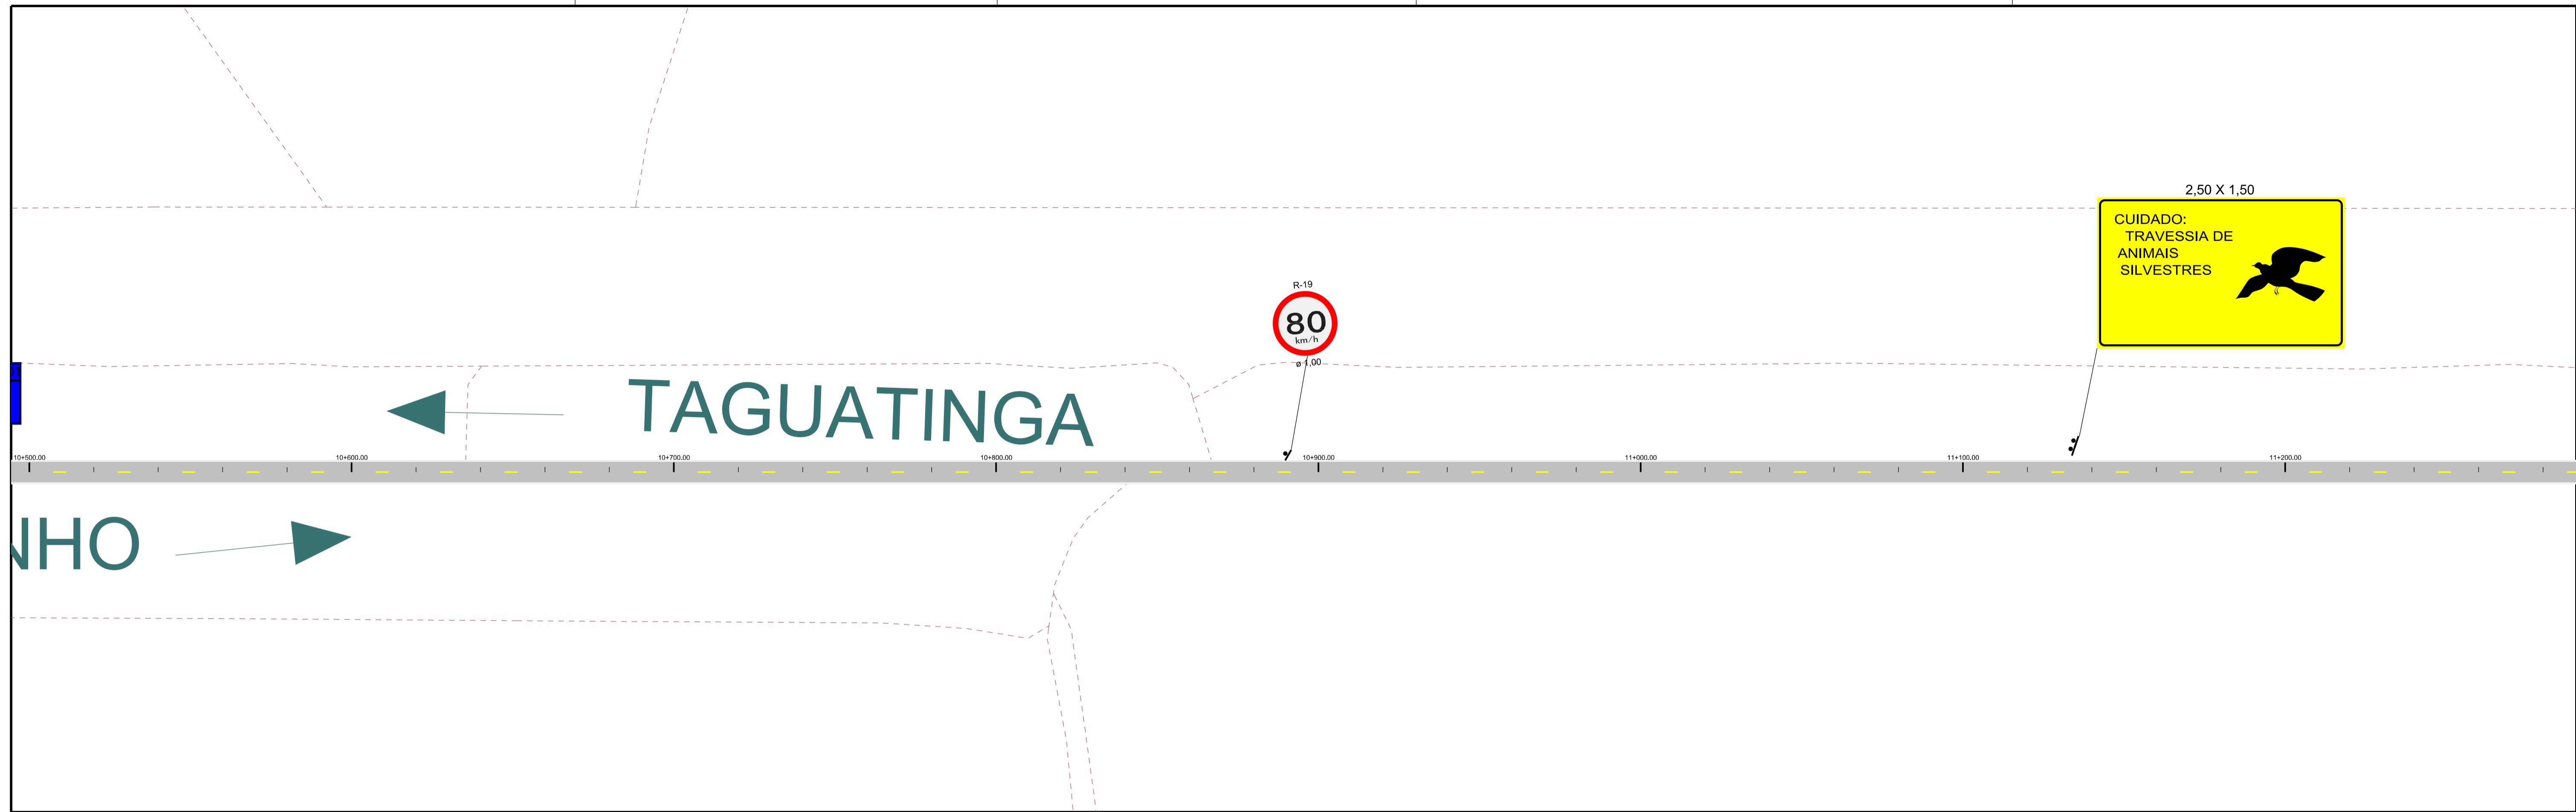 2,50 X 1,50
CUIDADO:
TRAVESSIA DE
ANIMAIS
SILVESTRES
R-19
80
km/h
ø 1,00
TAGUATINGA
10+500.00
10+600.00
10+700.00
10+800.00
10+900.00
11+000.00
11+100.00
11+200.00
NHO